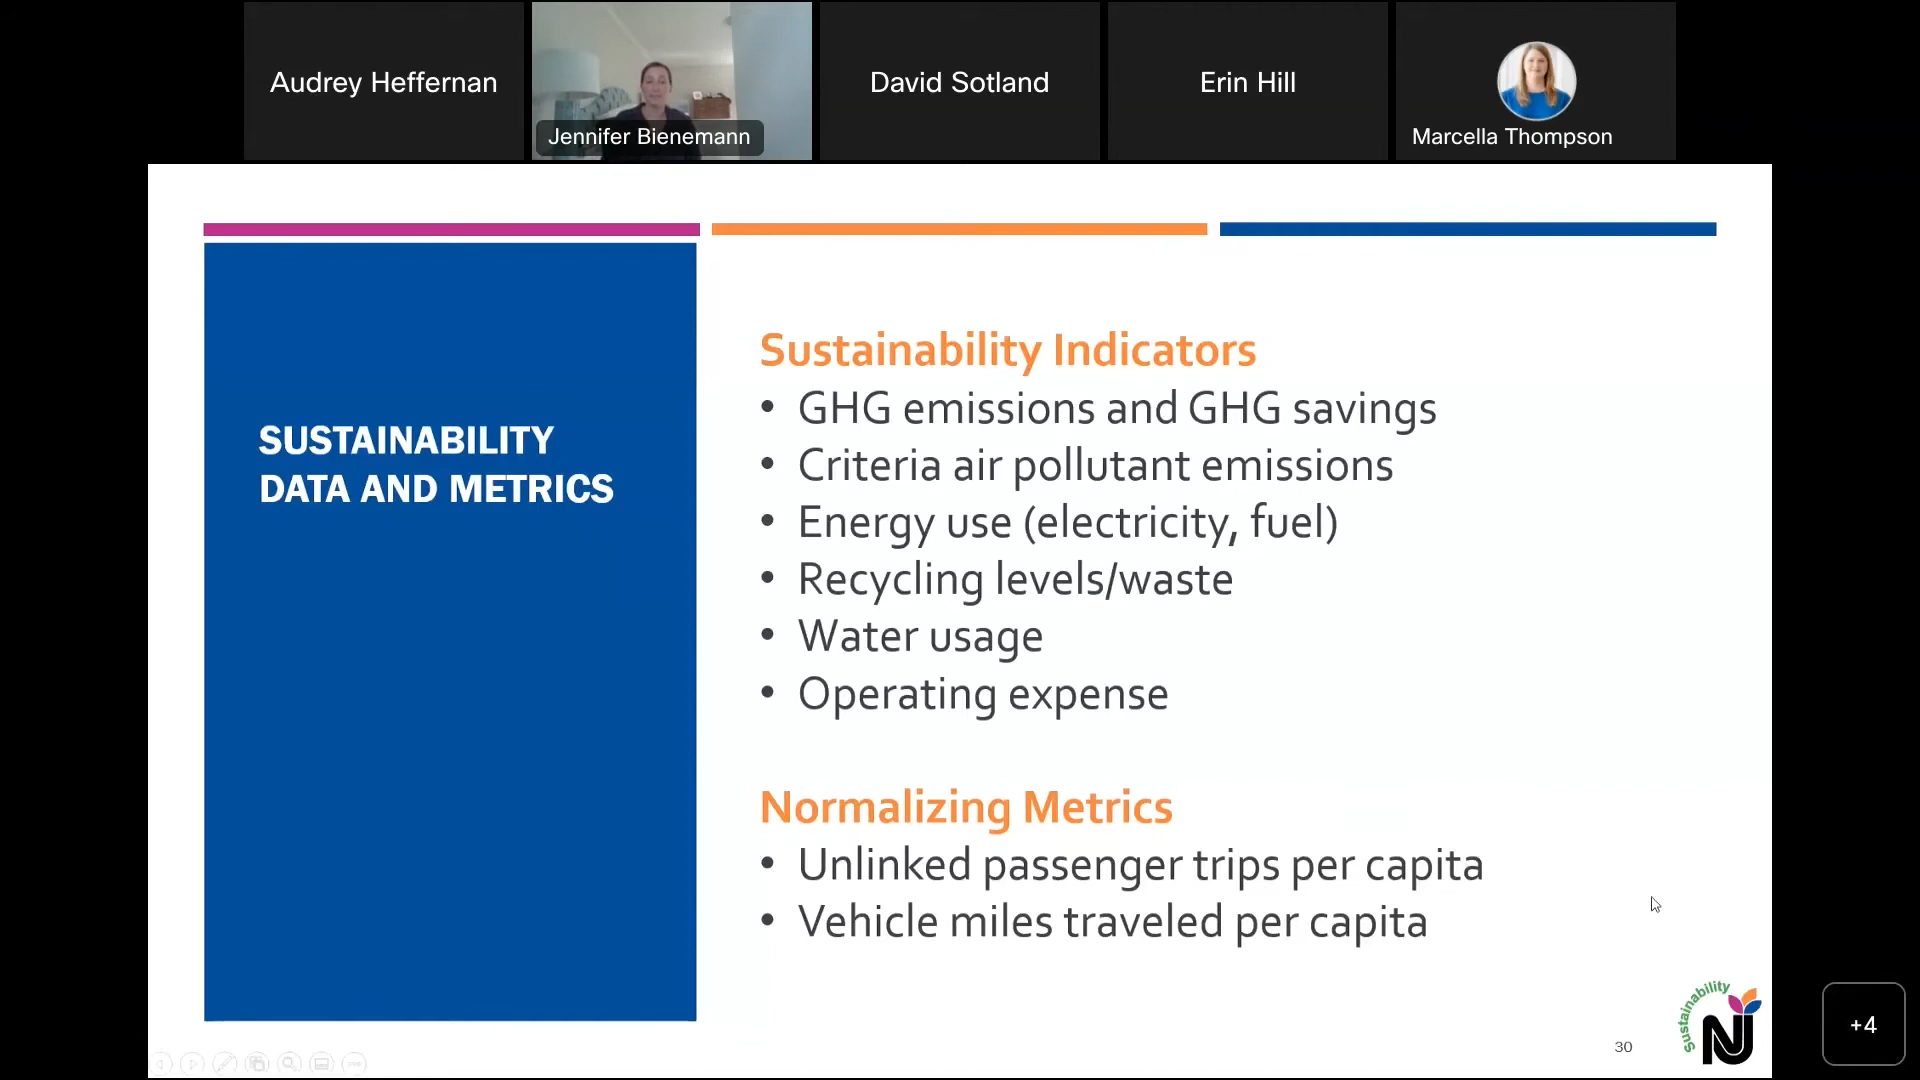 Audrey Heffernan
Jennifer Bienemann
David Sotland
Erin Hill
Marcella Thompson
SUSTAINABILITY
DATA AND METRICS
Sustainability Indicators
• GHG emissions and GHG savings
• Criteria air pollutant emissions
• Energy use (electricity, fuel)
• Recycling levels/waste
• Water usage
• Operating expense
Normalizing Metrics
• Unlinked passenger trips per capita
• Vehicle miles traveled per capita
30
Sustainability
N
+4